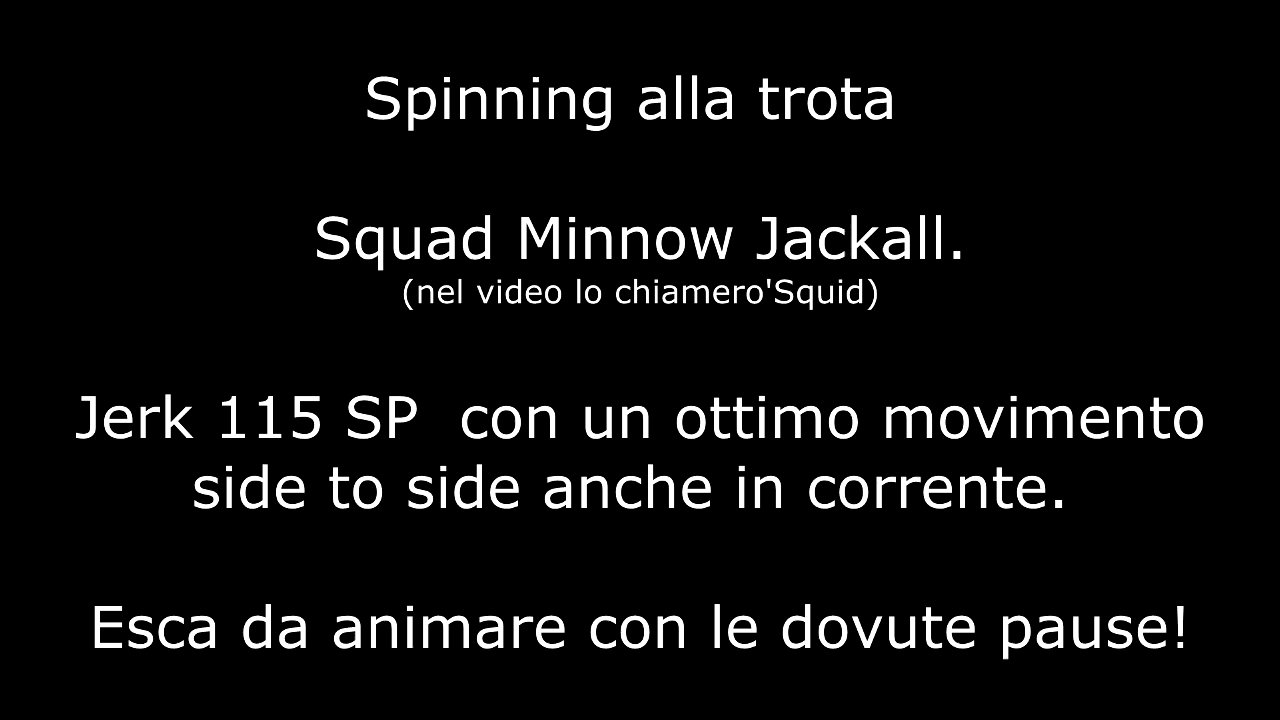 Spinning alla trota
Squad Minnow Jackall.
(nel video lo chiamero'Squid)
Jerk 115 SP  con un ottimo movimento
side to side anche in corrente.
Esca da animare con le dovute pause!